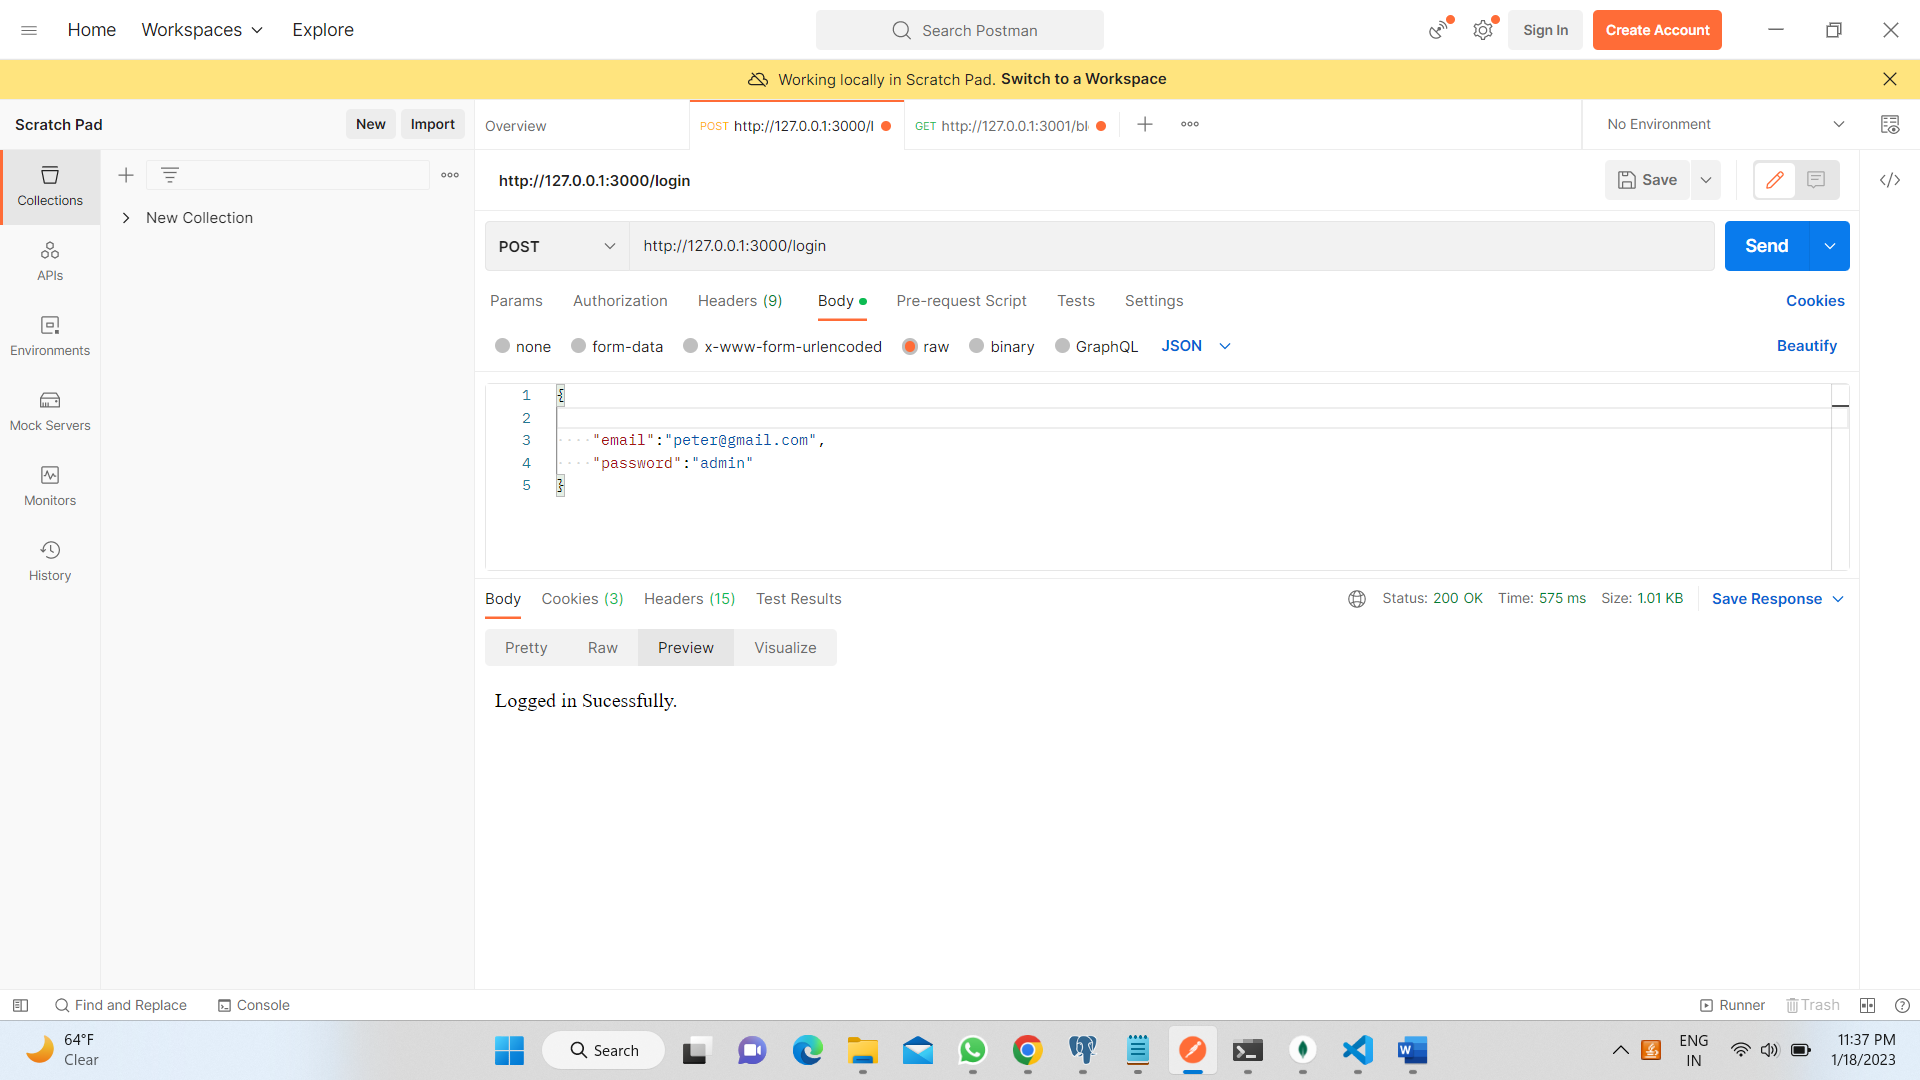 Home Workspaces Explore Search Postman Sign In Create Account
Working locally in Scratch Pad. Switch to a Workspace
Scratch Pad New Import Overview POST http://127.0.0.1:3000/l GET http://127.0.0.1:3001/bl No Environment
http://127.0.0.1:3000/login Save
Collections
New Collection
POST http://127.0.0.1:3000/login Send
APIs
Params Authorization Headers (9) Body Pre-request Script Tests Settings Cookies
Environments
none form-data x-www-form-urlencoded raw binary GraphQL JSON Beautify
1 {
2
3 "email":"peter@gmail.com",
Mock Servers
4 "password":"admin"
5 }
Monitors
History
Body Cookies (3) Headers (15) Test Results Status: 200 OK Time: 575 ms Size: 1.01 KB Save Response
Pretty Raw Preview Visualize
Logged in Sucessfully.
Find and Replace Console Runner Trash
64°F
Clear
Search
ENG
IN
11:37 PM
1/18/2023